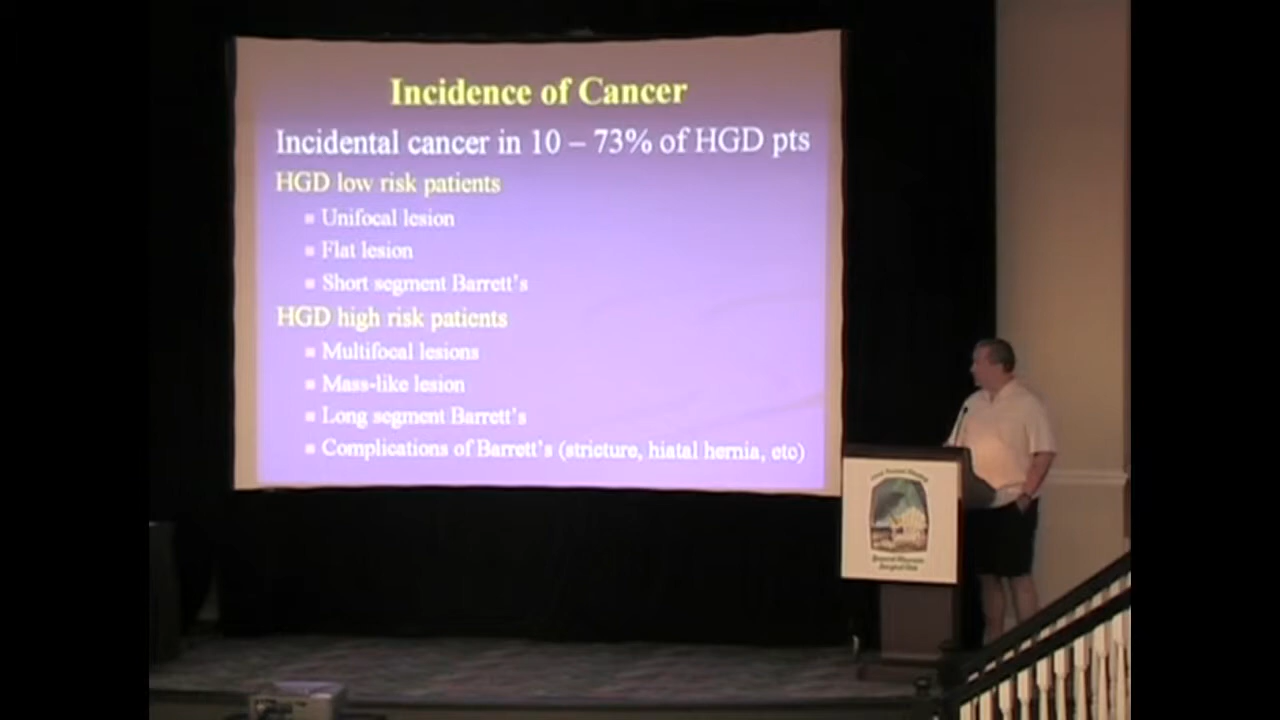 Incidence of Cancer
Incidental cancer in 10 – 73% of HGD pts
HGD low risk patients
Unifocal lesion
Flat lesion
Short segment Barrett's
HGD high risk patients
Multifocal lesions
Mass-like lesion
Long segment Barrett's
Complications of Barrett's (stricture, hiatal hernia, etc)